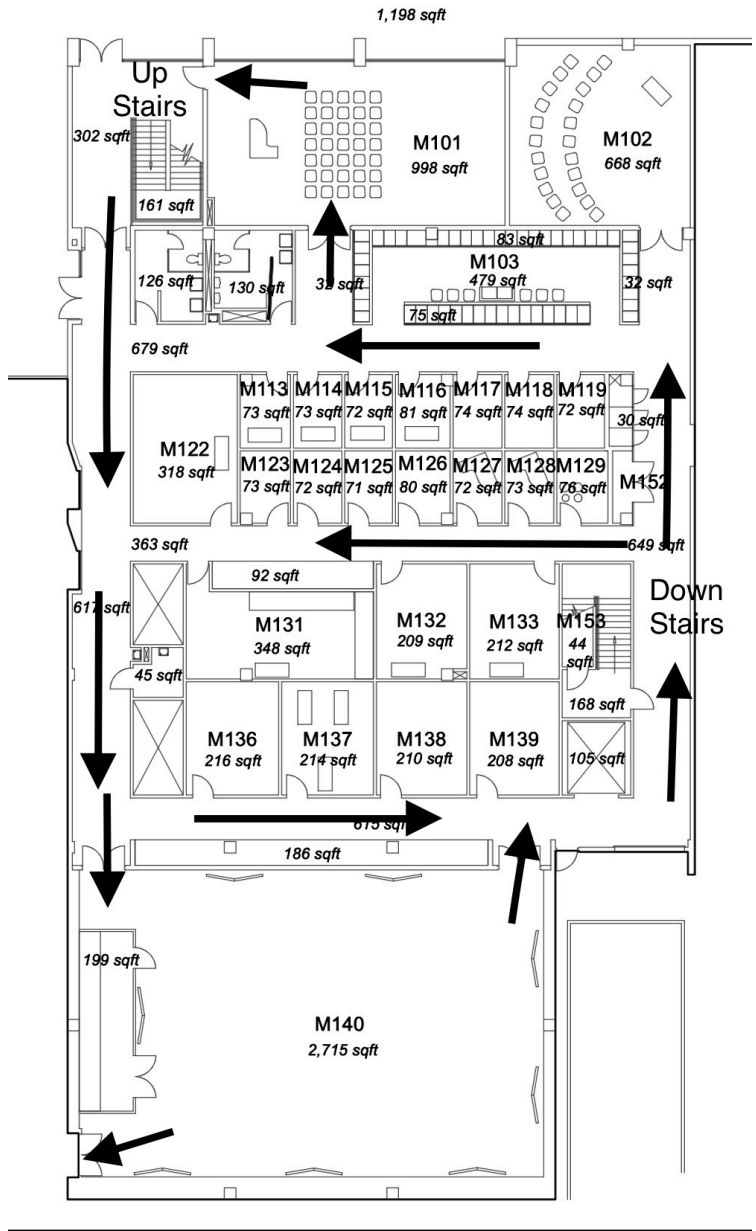 1,198 sqft
Up
Stairs
302 sqft
161 sqft
M101
998 sqft
M102
668 sqft
83 sqft
M103
479 sqft
75 sqft
126 sqft
130 sqft
32 sqft
32 sqft
679 sqft
M113
73 sqft
M114
73 sqft
M115
72 sqft
M116
81 sqft
M117
74 sqft
M118
74 sqft
M119
72 sqft
30 sqft
M122
318 sqft
M123
73 sqft
M124
72 sqft
M125
71 sqft
M126
80 sqft
M127
72 sqft
M128
73 sqft
M129
76 sqft
M152
363 sqft
649 sqft
92 sqft
617 sqft
M131
348 sqft
M132
209 sqft
M133
212 sqft
M153
44
sqft
Down
Stairs
45 sqft
168 sqft
M136
216 sqft
M137
214 sqft
M138
210 sqft
M139
208 sqft
105 sqft
615 sqft
186 sqft
199 sqft
M140
2,715 sqft